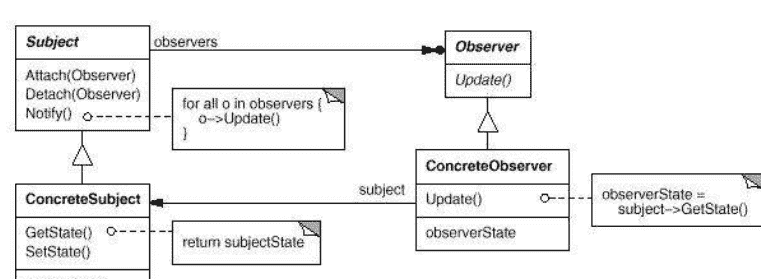 Subject
observers
Observer
Attach(Observer)
Detach(Observer)
Notify()
for all o in observers {
o->Update()
}
Update()
ConcreteObserver
Update()
observerState
observerState =
subject->GetState()
subject
ConcreteSubject
GetState()
SetState()
return subjectState